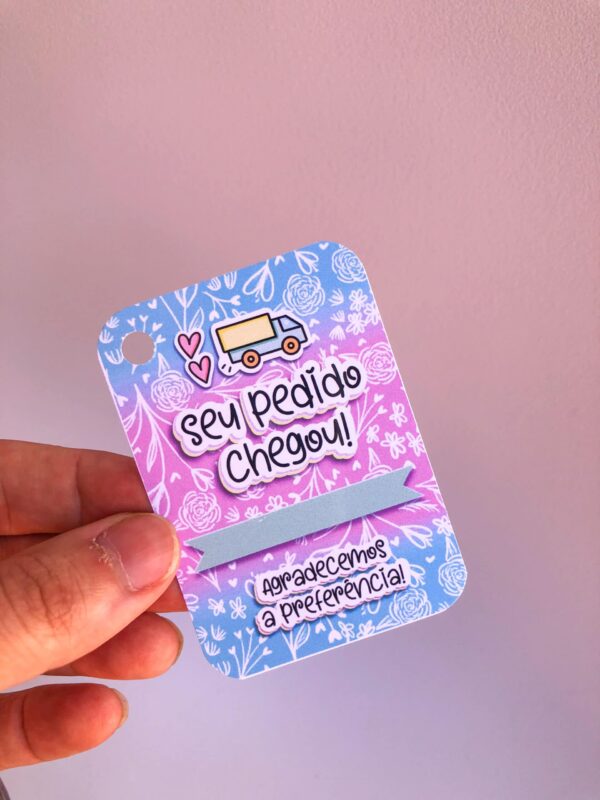 seu pedido
chegou!
Agradecemos
a preferência!